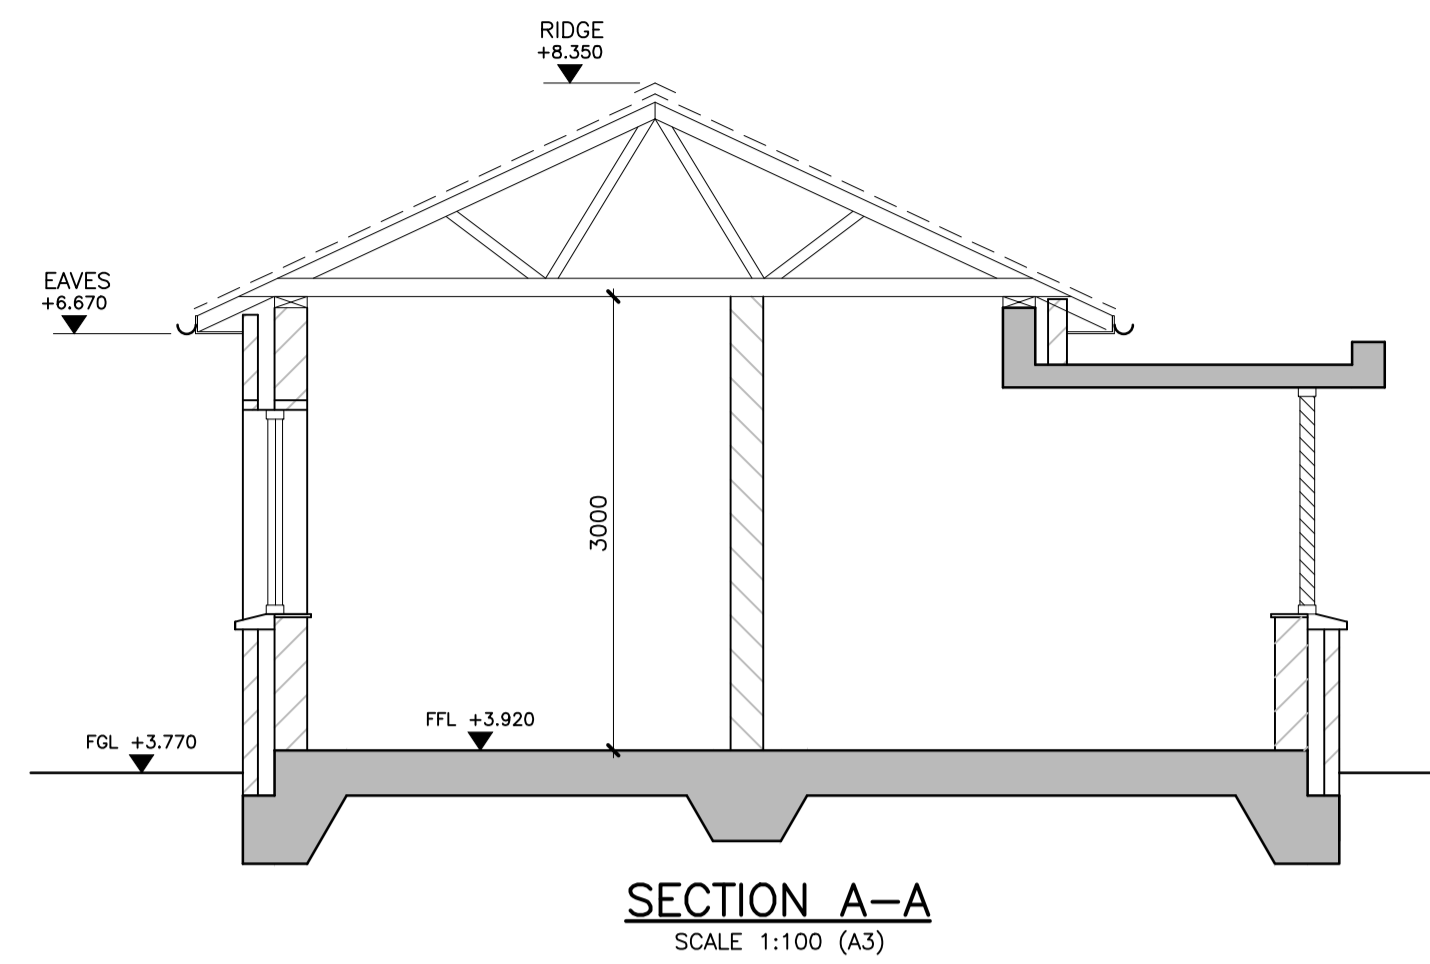 RIDGE
+8.350
EAVES
+6.670
3000
FFL +3.920
FGL +3.770
SECTION A-A
SCALE 1:100 (A3)